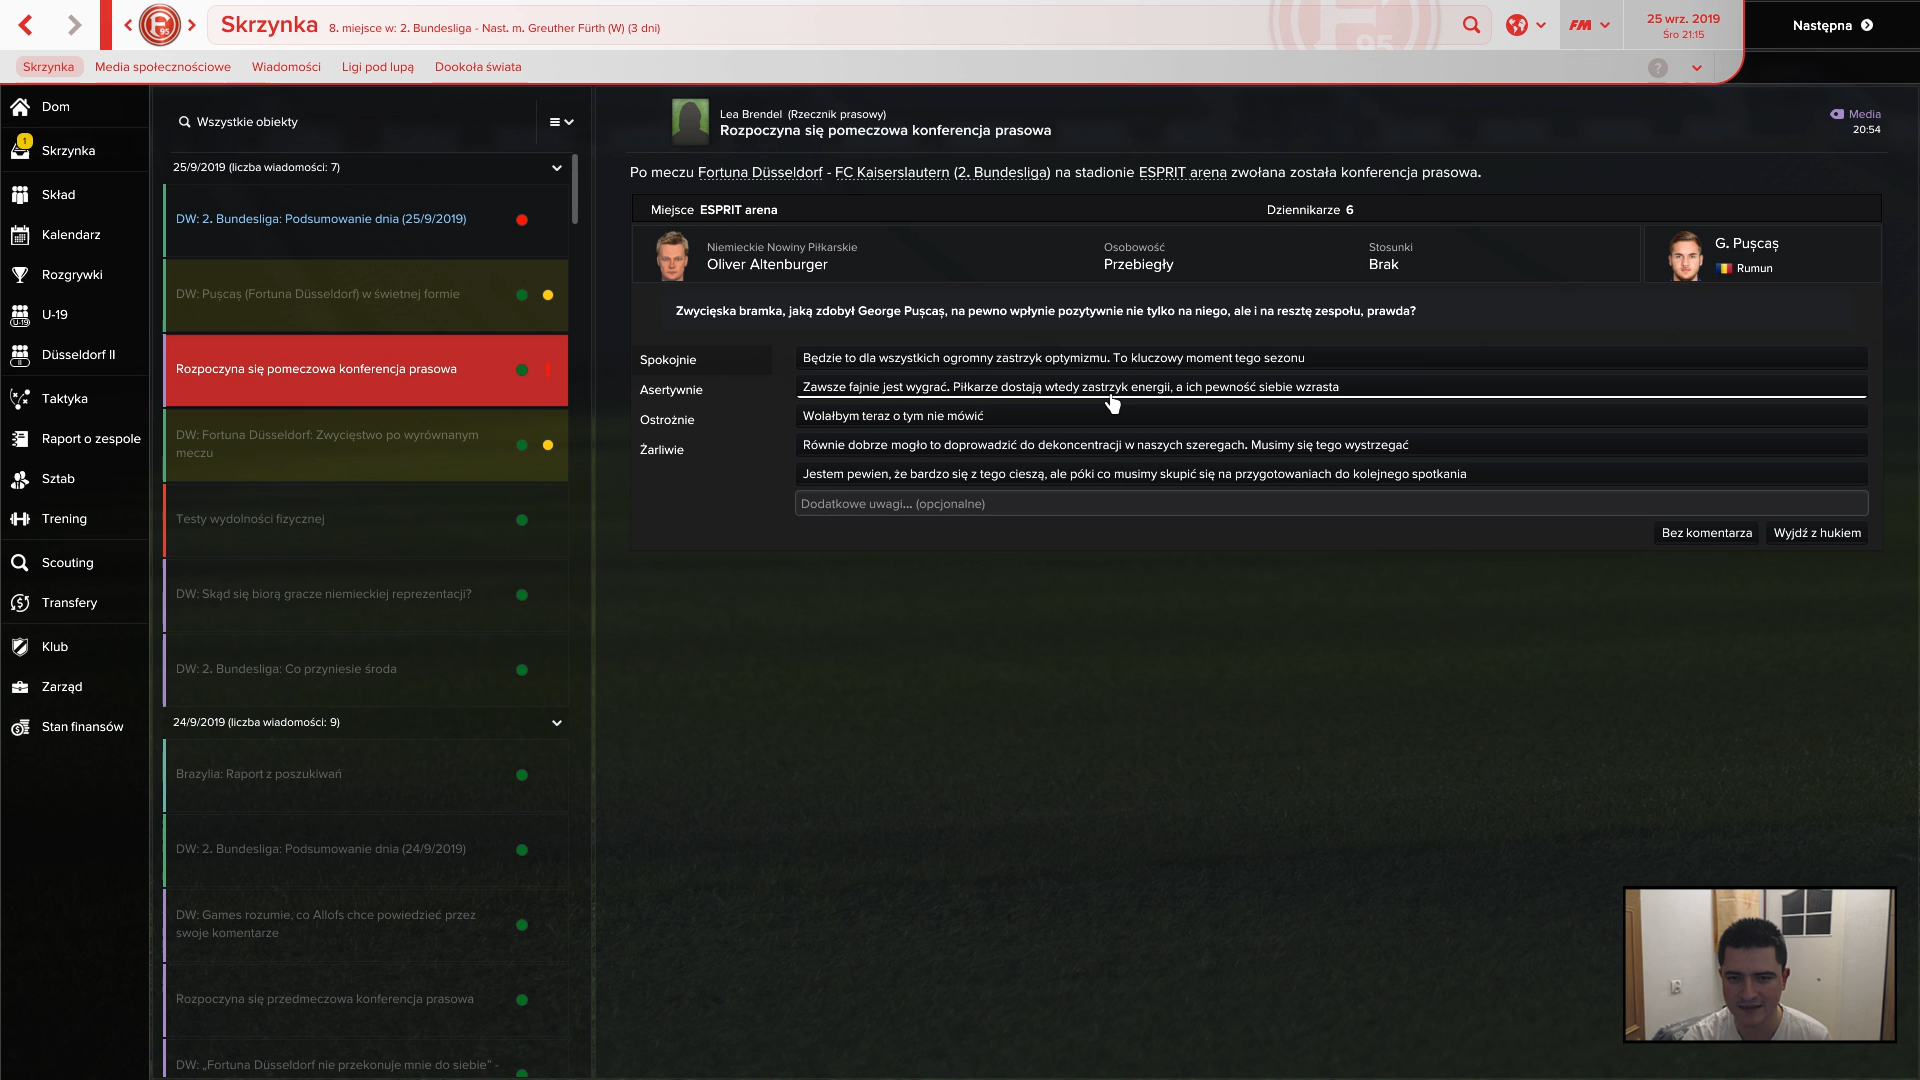 Skrzynka
8. miejsce w: 2. Bundesliga - Nast. m. Greuther Fürth (W) (3 dni)
FM
25 wrz. 2019
Śro 21:15
Następna
Skrzynka
Media społecznościowe
Wiadomości
Ligi pod lupą
Dookoła świata
?
Dom
1
Skrzynka
Skład
Kalendarz
Rozgrywki
U-19
Düsseldorf II
Taktyka
Raport o zespole
Sztab
Trening
Scouting
Transfery
Klub
Zarząd
Stan finansów
Wszystkie obiekty
25/9/2019 (liczba wiadomości: 7)
DW: 2. Bundesliga: Podsumowanie dnia (25/9/2019)
DW: Pușcaș (Fortuna Düsseldorf) w świetnej formie
Rozpoczyna się pomeczowa konferencja prasowa
DW: Fortuna Düsseldorf: Zwycięstwo po wyrównanym
meczu
Testy wydolności fizycznej
DW: Skąd się biorą gracze niemieckiej reprezentacji?
DW: 2. Bundesliga: Co przyniesie środa
24/9/2019 (liczba wiadomości: 9)
Brazylia: Raport z poszukiwań
DW: 2. Bundesliga: Podsumowanie dnia (24/9/2019)
DW: Games rozumie, co Allofs chce powiedzieć przez
swoje komentarze
Rozpoczyna się przedmeczowa konferencja prasowa
DW: „Fortuna Düsseldorf nie przekonuje mnie do siebie” -
Lea Brendel (Rzecznik prasowy)
Rozpoczyna się pomeczowa konferencja prasowa
Media
20:54
Po meczu Fortuna Düsseldorf - FC Kaiserslautern (2. Bundesliga) na stadionie ESPRIT arena zwołana została konferencja prasowa.
Miejsce ESPRIT arena
Dziennikarze 6
Niemieckie Nowiny Piłkarskie
Oliver Altenburger
Osobowość
Przebiegły
Stosunki
Brak
G. Pușcaș
Rumun
Zwycięska bramka, jaką zdobył George Pușcaș, na pewno wpłynie pozytywnie nie tylko na niego, ale i na resztę zespołu, prawda?
Spokojnie
Asertywnie
Ostrożnie
Żarliwie
Będzie to dla wszystkich ogromny zastrzyk optymizmu. To kluczowy moment tego sezonu
Zawsze fajnie jest wygrać. Piłkarze dostają wtedy zastrzyk energii, a ich pewność siebie wzrasta
Wolałbym teraz o tym nie mówić
Równie dobrze mogło to doprowadzić do dekoncentracji w naszych szeregach. Musimy się tego wystrzegać
Jestem pewien, że bardzo się z tego cieszą, ale póki co musimy skupić się na przygotowaniach do kolejnego spotkania
Dodatkowe uwagi... (opcjonalne)
Bez komentarza
Wyjdź z hukiem